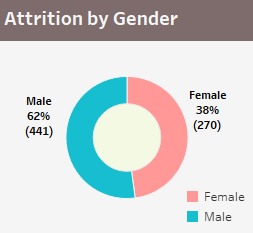 Attrition by Gender
Male
62%
(441)
Female
38%
(270)
Female
Male